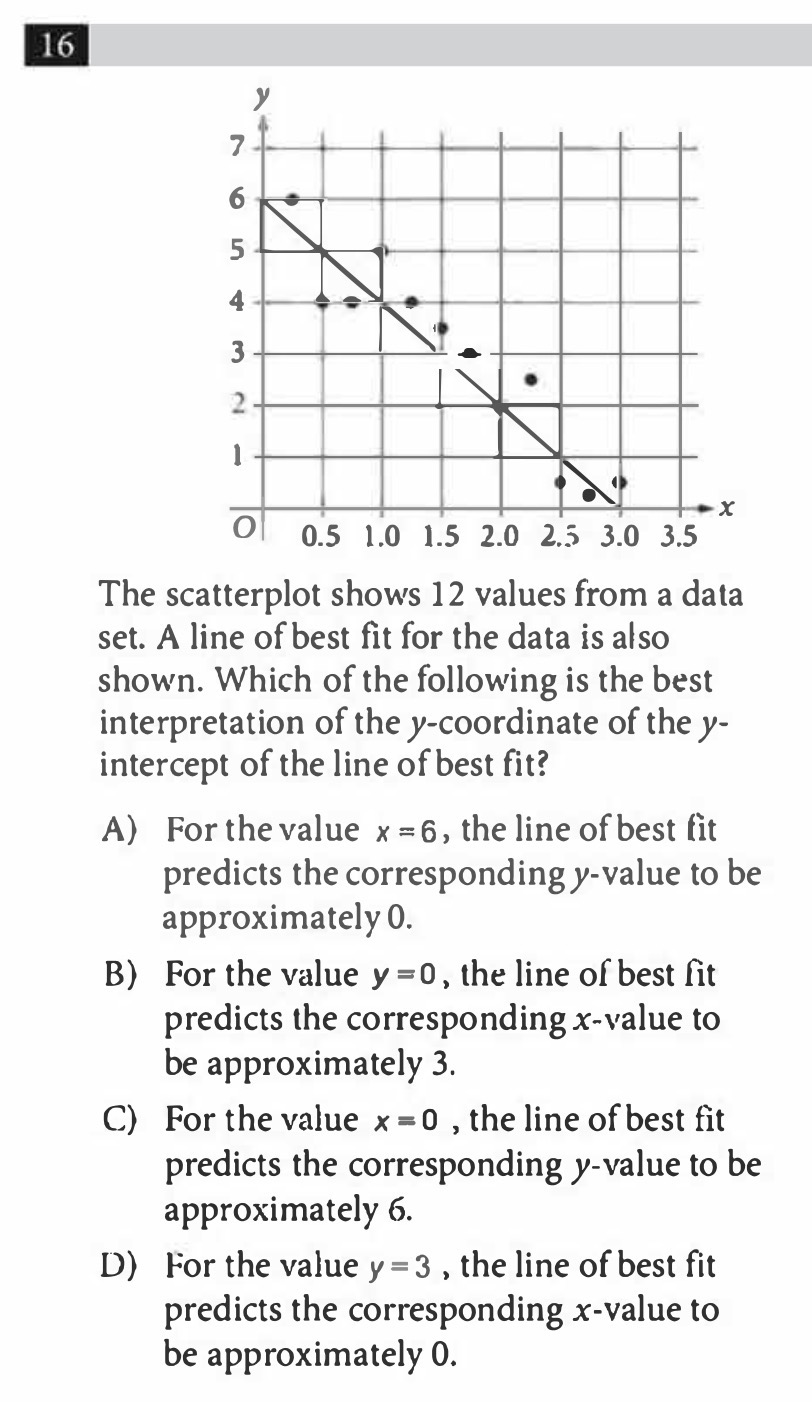 16
y
7
6
5
4
3
2
1
O
x
0.5 1.0 1.5 2.0 2.5 3.0 3.5
The scatterplot shows 12 values from a data
set. A line of best fit for the data is also
shown. Which of the following is the best
interpretation of the y-coordinate of the y-
intercept of the line of best fit?
A) For the value x = 6, the line of best fit
predicts the corresponding y-value to be
approximately 0.
B) For the value y = 0, the line of best fit
predicts the corresponding x-value to
be approximately 3.
C) For the value x = 0 , the line of best fit
predicts the corresponding y-value to be
approximately 6.
D) For the value y = 3 , the line of best fit
predicts the corresponding x-value to
be approximately 0.